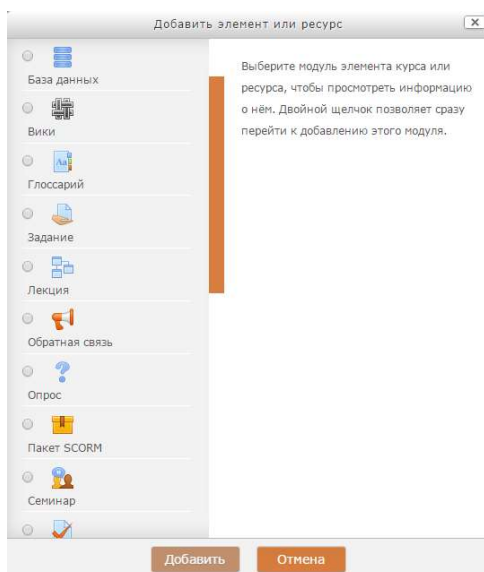 Добавить элемент или ресурс
База данных
Вики
Глоссарий
Задание
Лекция
Обратная связь
Опрос
Пакет SCORM
Семинар
Выберите модуль элемента курса или
ресурса, чтобы просмотреть информацию
о нём. Двойной щелчок позволяет сразу
перейти к добавлению этого модуля.
Добавить
Отмена